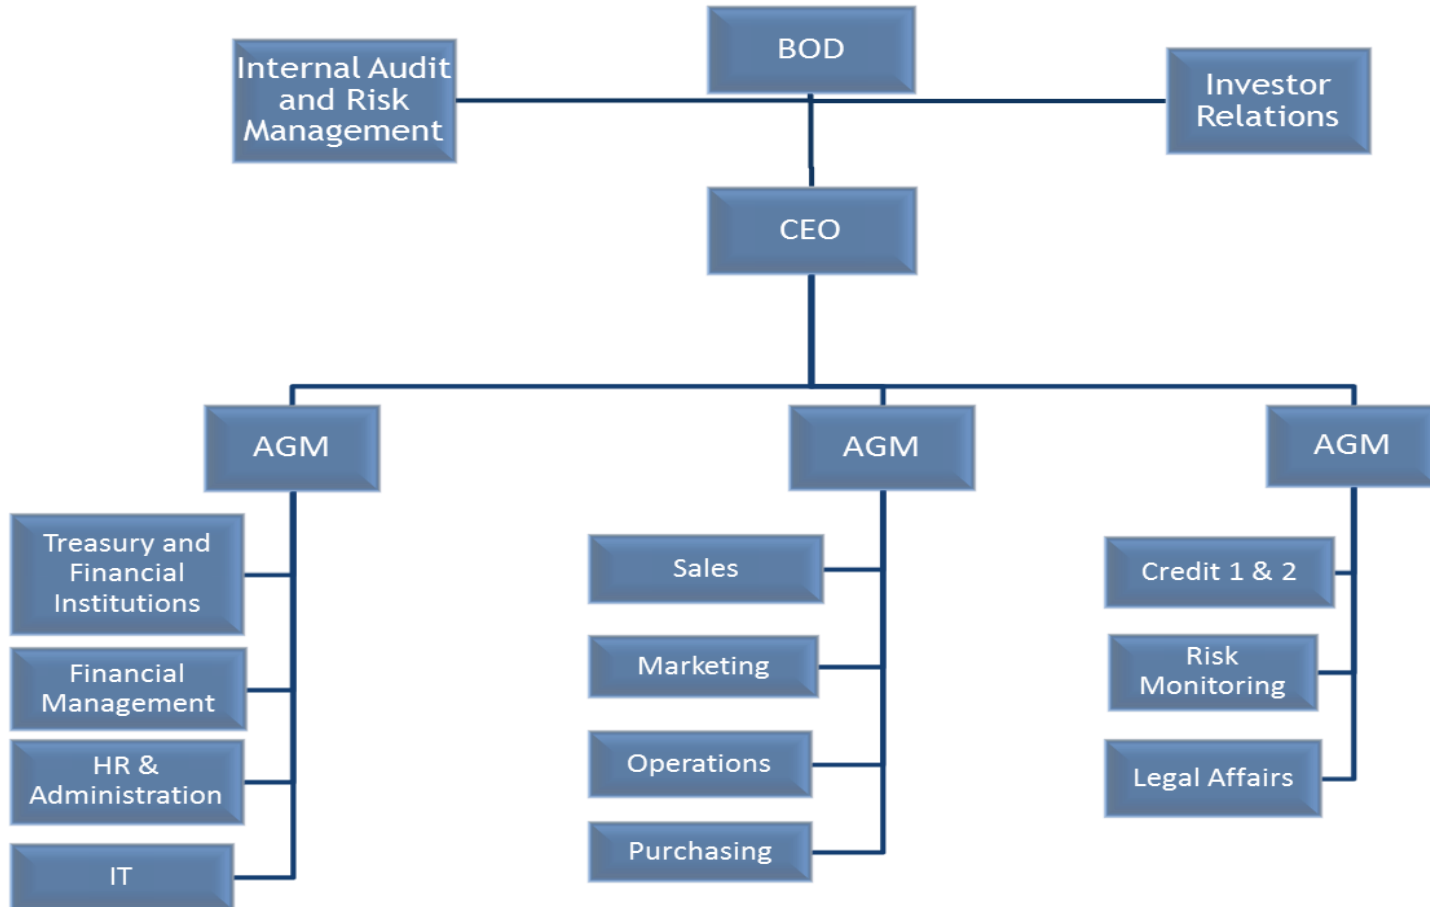 BOD
Internal Audit
and Risk
Management
Investor
Relations
CEO
AGM
AGM
AGM
Treasury and
Financial
Institutions
Financial
Management
HR &
Administration
IT
Sales
Marketing
Operations
Purchasing
Credit 1 & 2
Risk
Monitoring
Legal Affairs